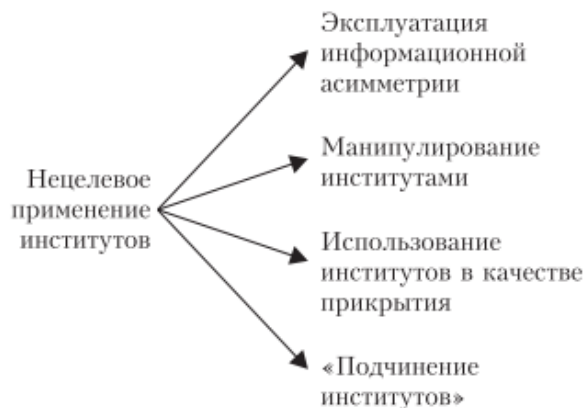 Нецелевое
применение
институтов
Эксплуатация
информационной
асимметрии
Манипулирование
институтами
Использование
институтов в качестве
прикрытия
«Подчинение
институтов»